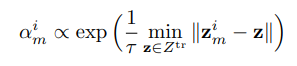 α_m^i ∝ exp ( 1/τ min_{z∈Z^tr} ‖z_m^i − z‖ )